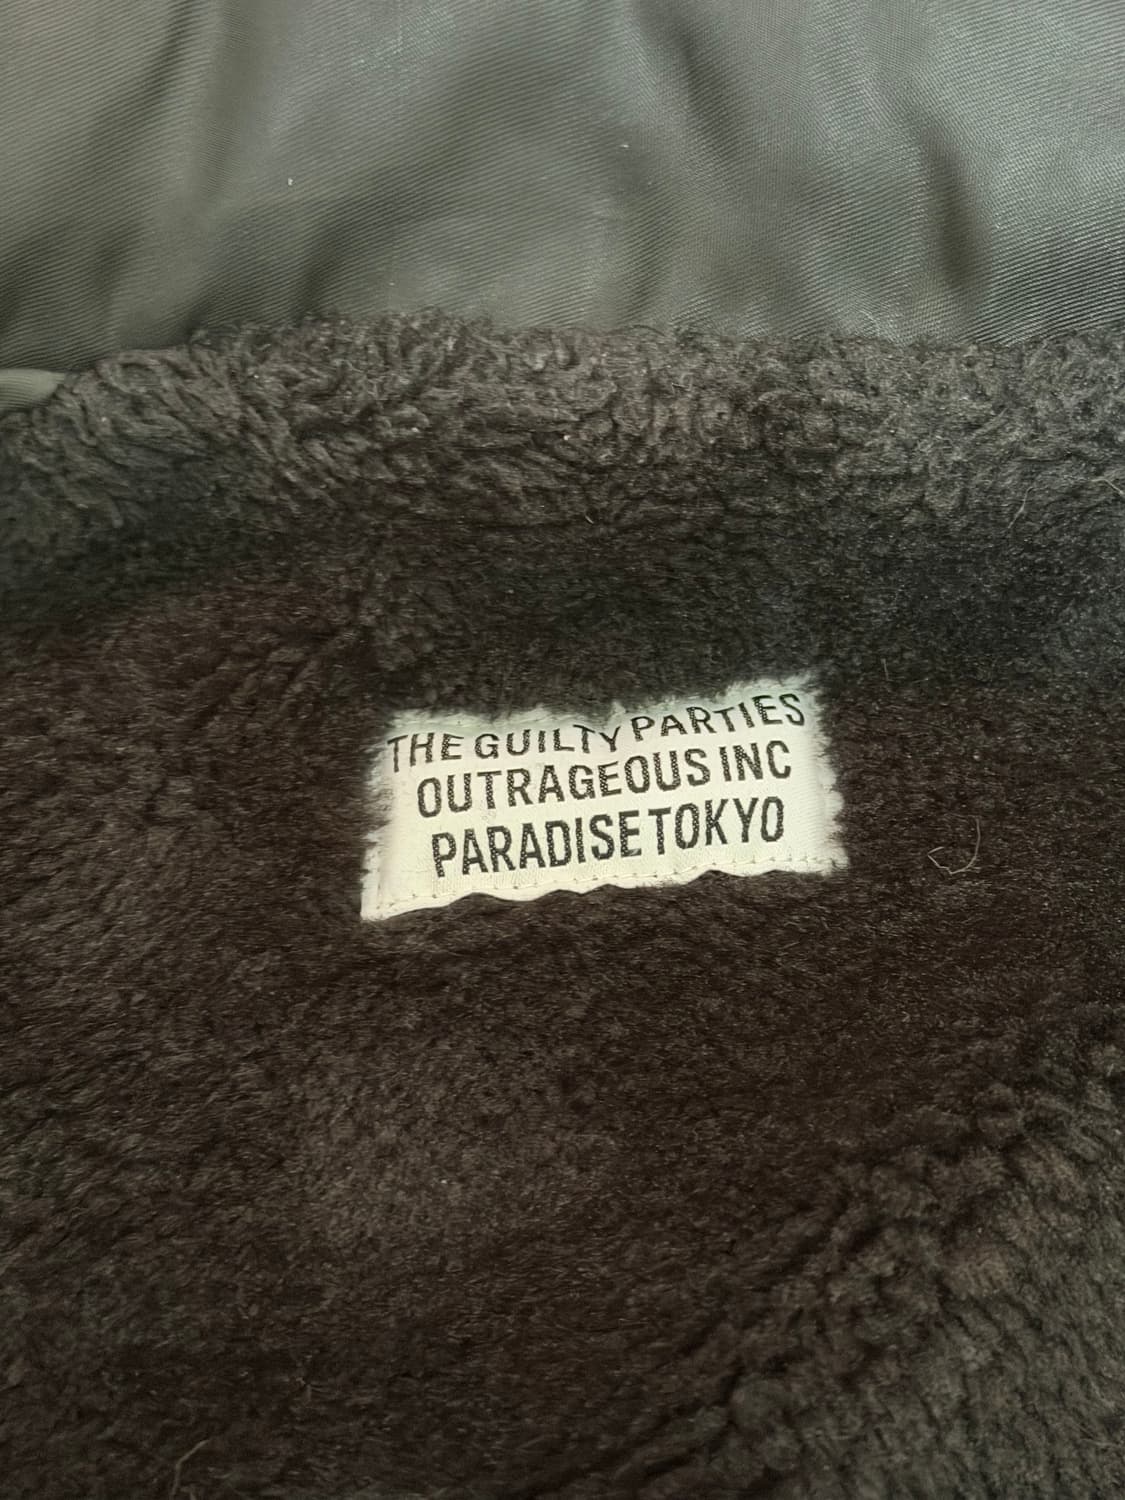 THE GUILTY PARTIES
OUTRAGEOUS INC
PARADISE TOKYO